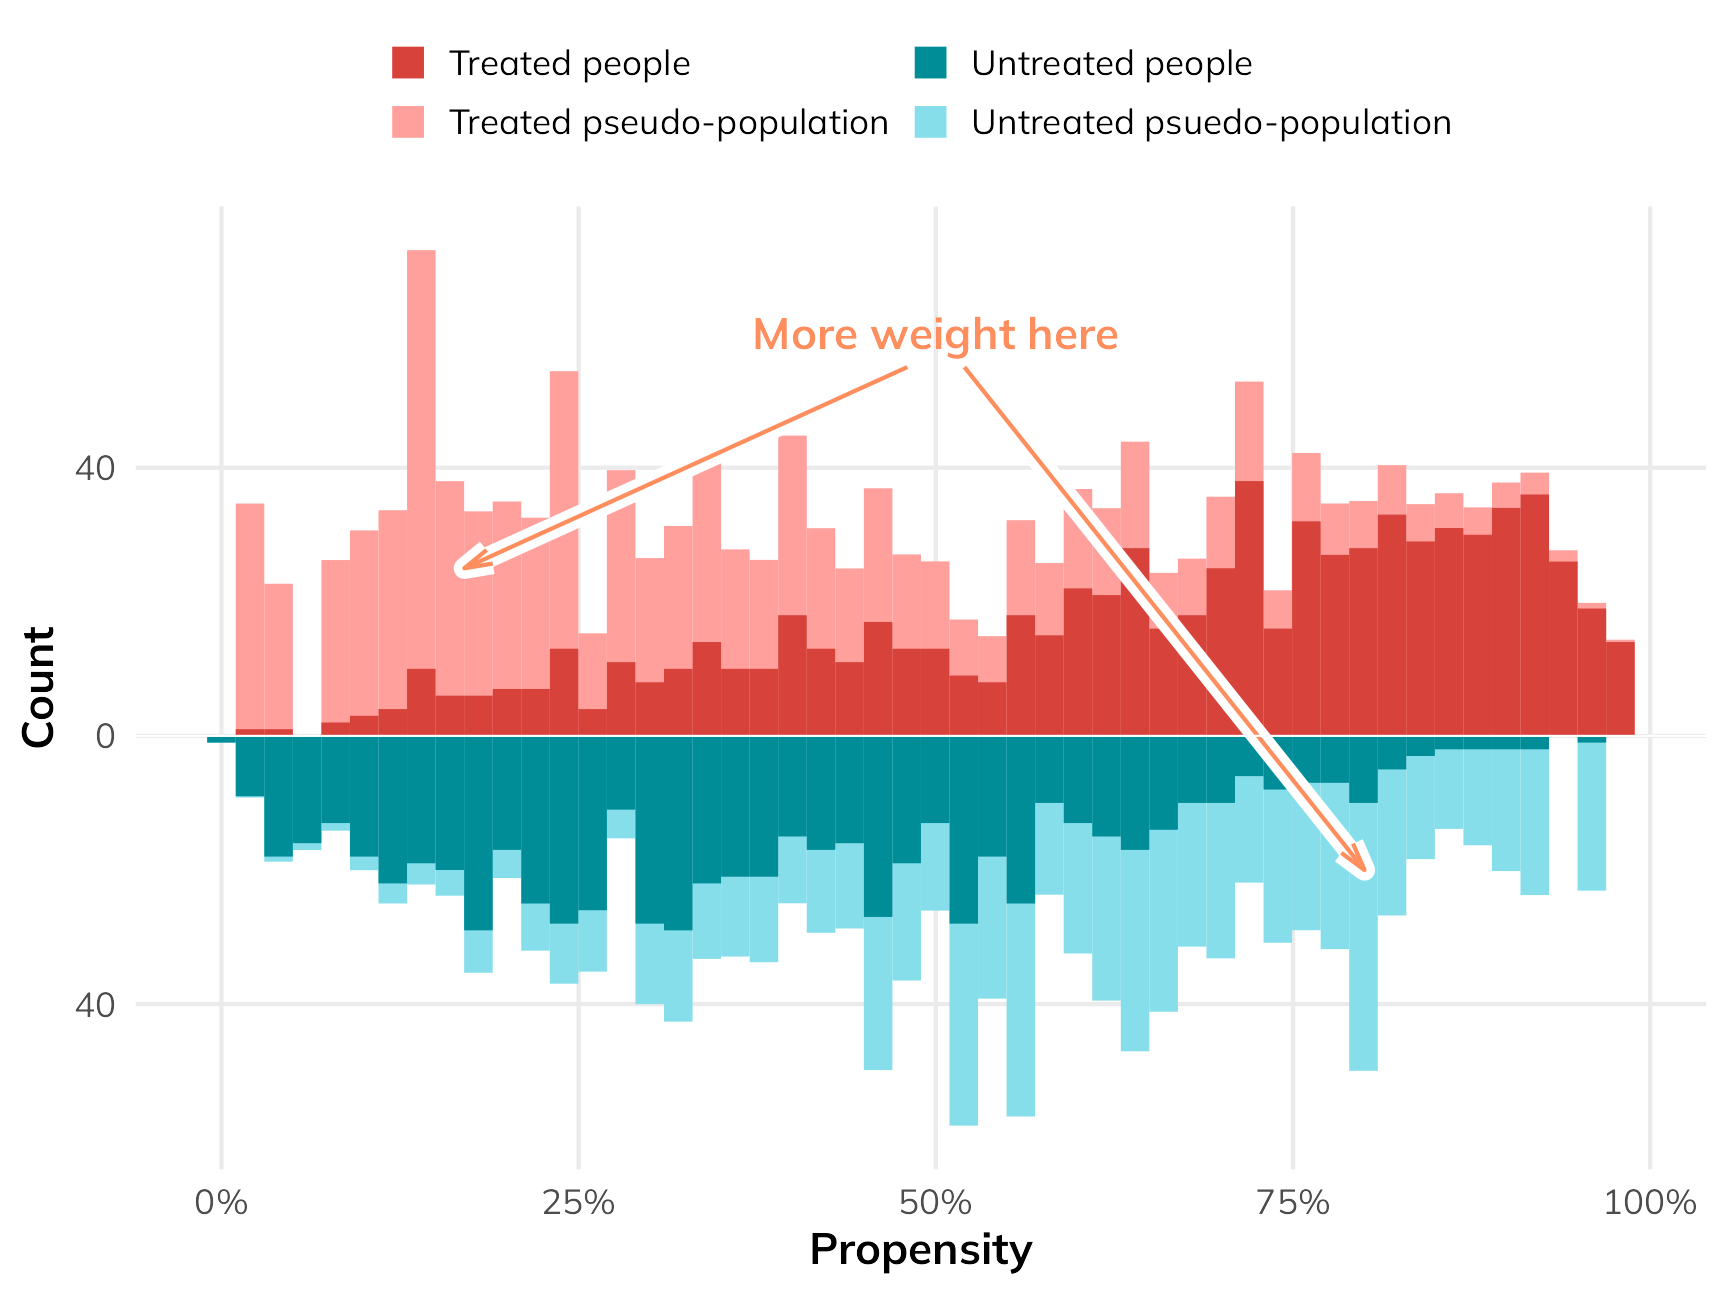 Treated people
Untreated people
Treated pseudo-population
Untreated psuedo-population
More weight here
40
0
40
Count
0%
25%
50%
75%
100%
Propensity